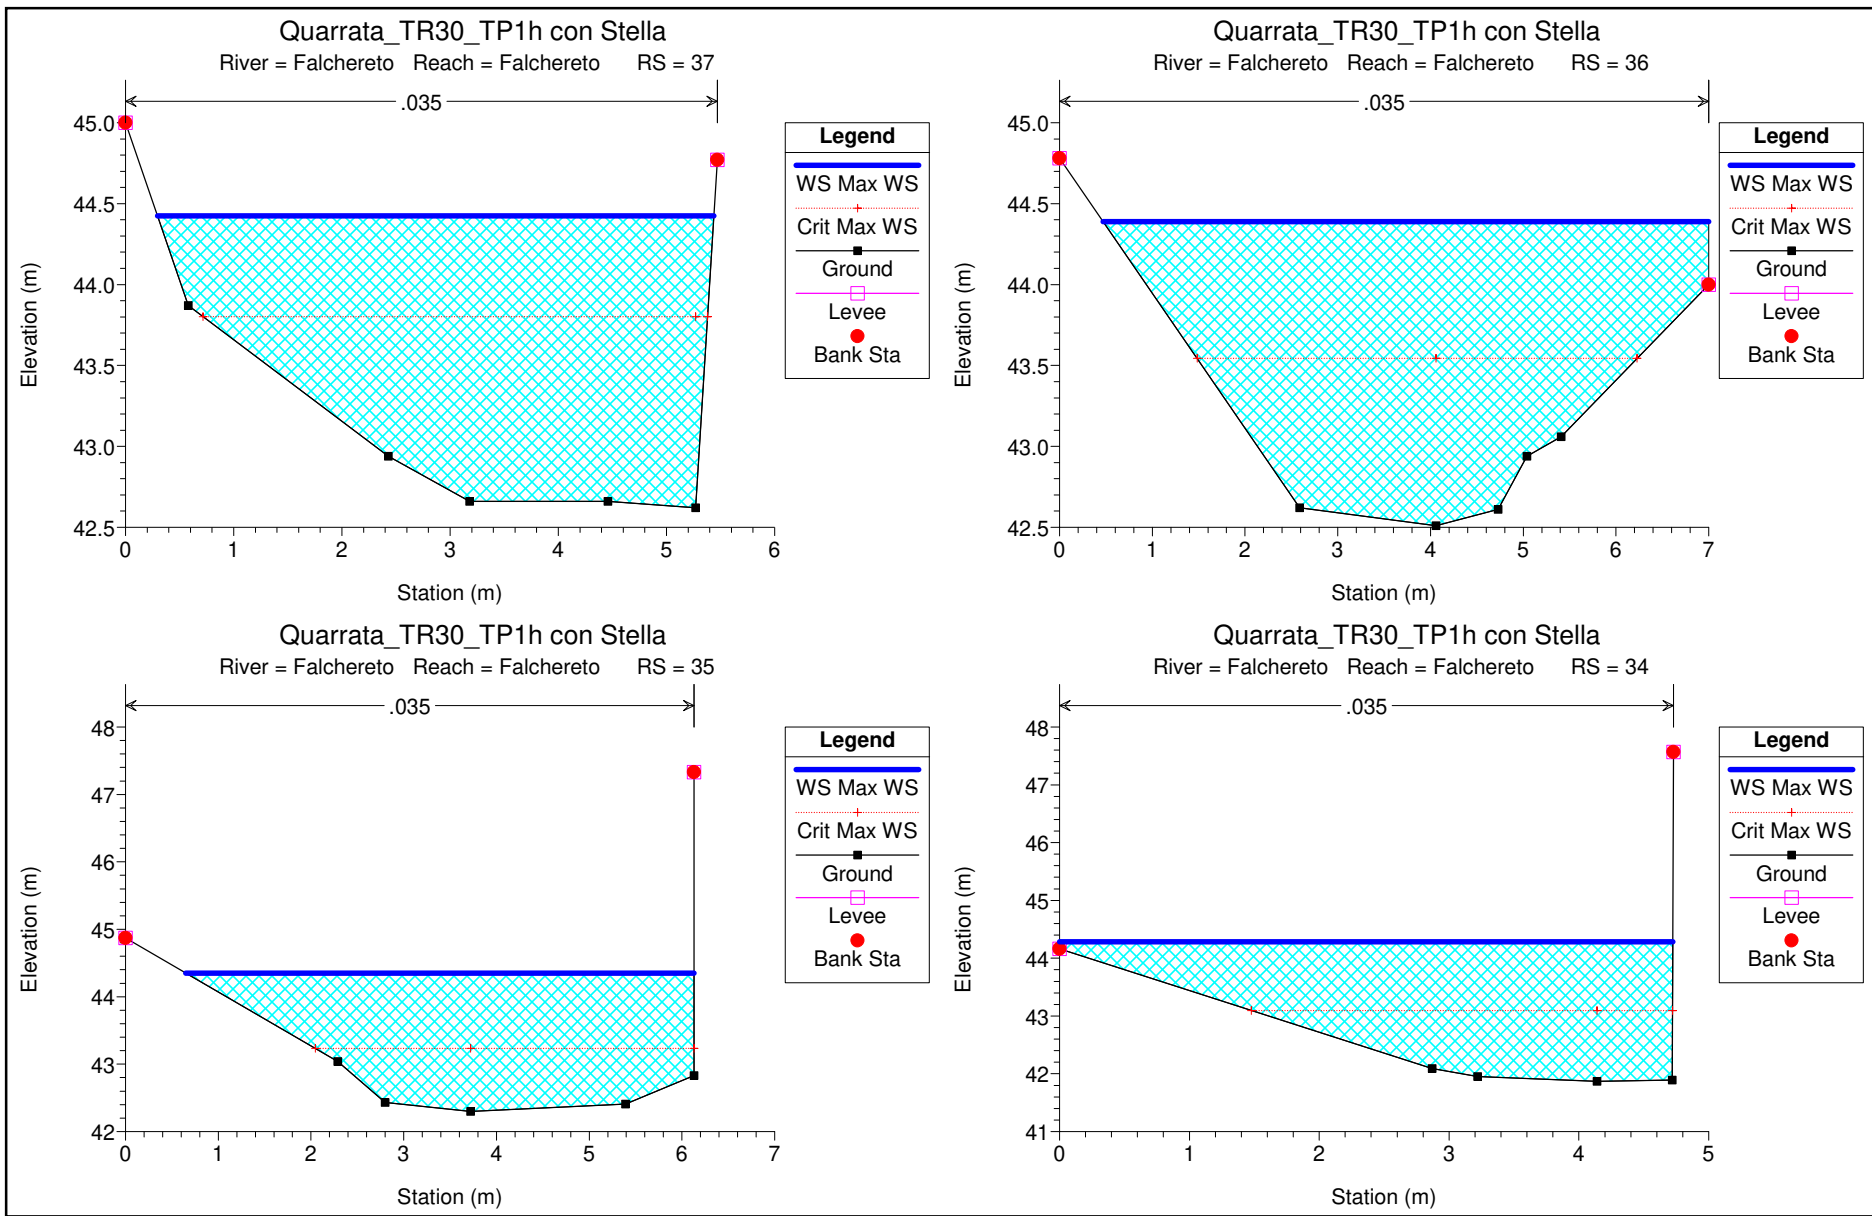 Quarrata_TR30_TP1h con Stella
River = Falchereto   Reach = Falchereto   RS = 37
.035
45.0
44.5
44.0
43.5
43.0
42.5
0 1 2 3 4 5 6
Elevation (m)
Station (m)
Legend
WS Max WS
Crit Max WS
Ground
Levee
Bank Sta
Quarrata_TR30_TP1h con Stella
River = Falchereto   Reach = Falchereto   RS = 36
.035
45.0
44.5
44.0
43.5
43.0
42.5
0 1 2 3 4 5 6 7
Elevation (m)
Station (m)
Legend
WS Max WS
Crit Max WS
Ground
Levee
Bank Sta
Quarrata_TR30_TP1h con Stella
River = Falchereto   Reach = Falchereto   RS = 35
.035
48
47
46
45
44
43
42
0 1 2 3 4 5 6 7
Elevation (m)
Station (m)
Legend
WS Max WS
Crit Max WS
Ground
Levee
Bank Sta
Quarrata_TR30_TP1h con Stella
River = Falchereto   Reach = Falchereto   RS = 34
.035
48
47
46
45
44
43
42
41
0 1 2 3 4 5
Elevation (m)
Station (m)
Legend
WS Max WS
Crit Max WS
Ground
Levee
Bank Sta